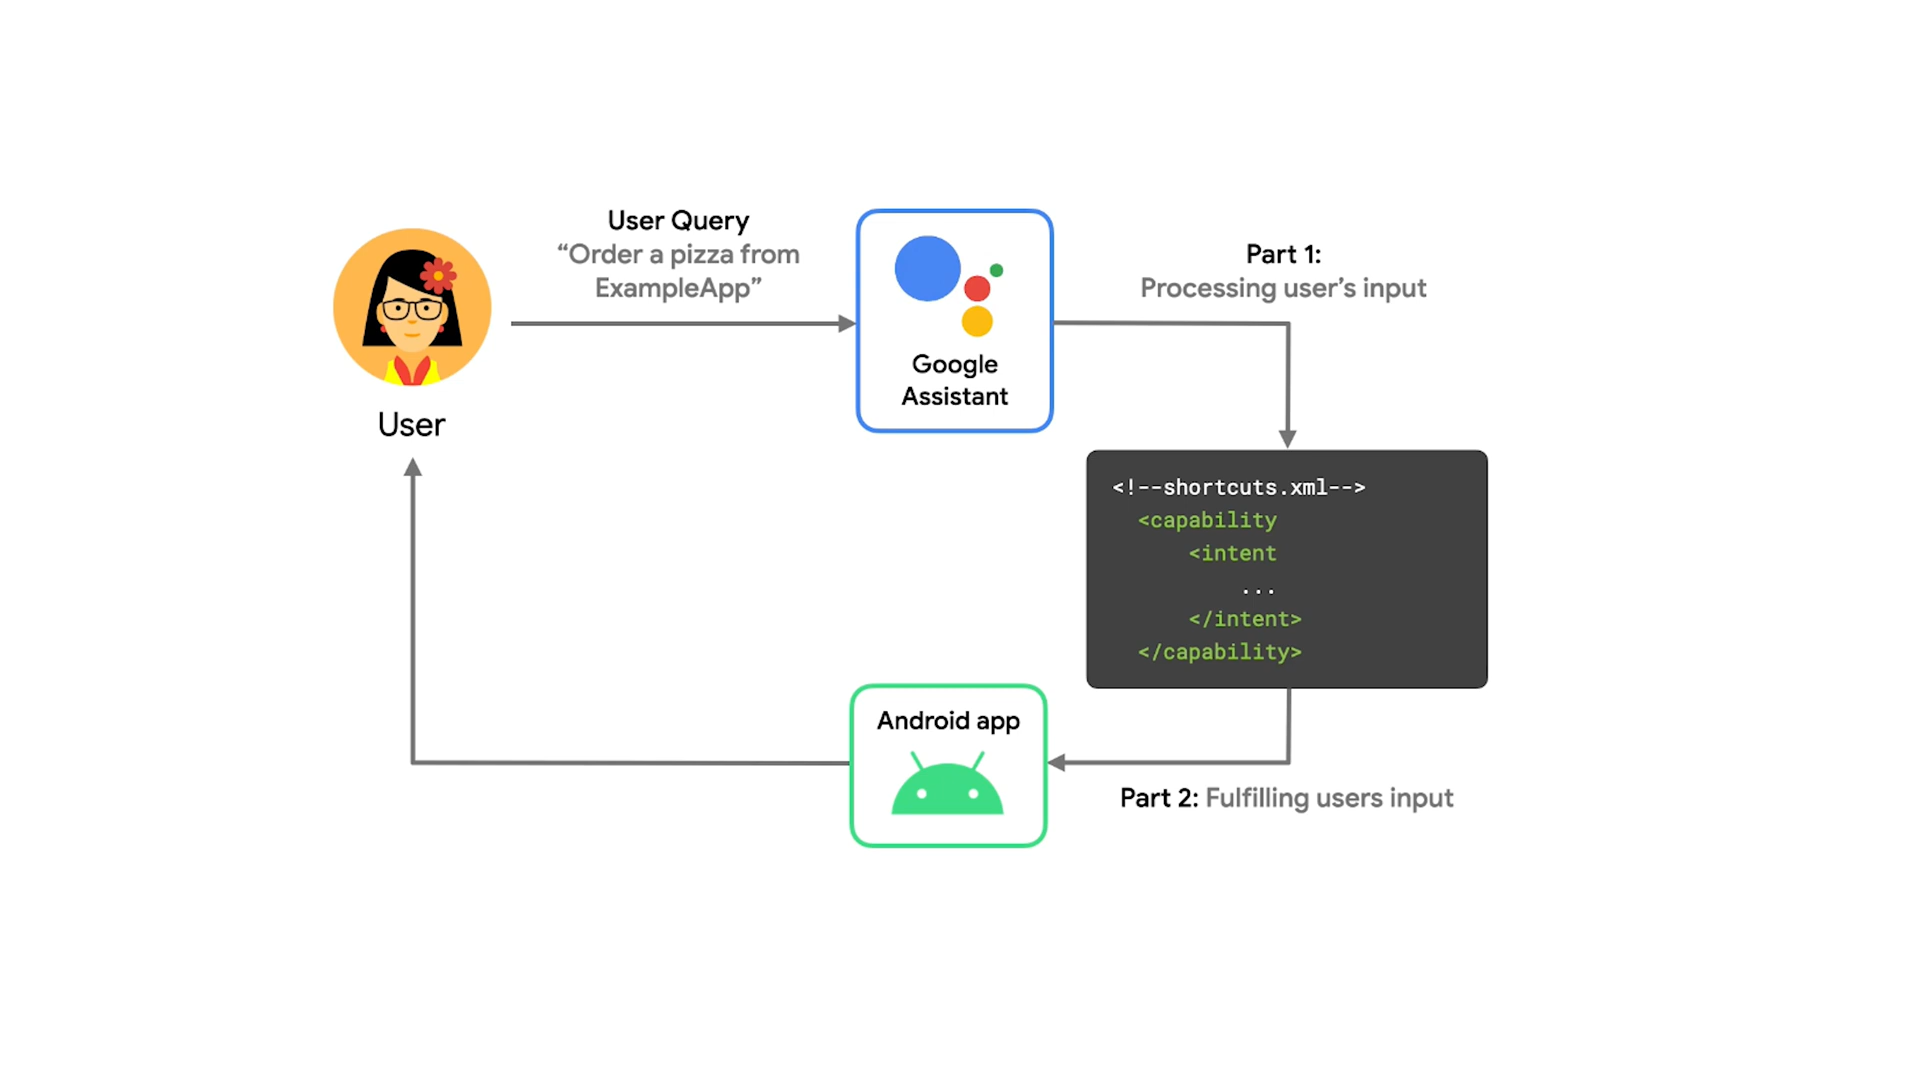 User Query
“Order a pizza from
ExampleApp”
User
Google
Assistant
Part 1:
Processing user’s input
<!--shortcuts.xml-->
<capability
<intent
...
</intent>
</capability>
Android app
Part 2: Fulfilling users input